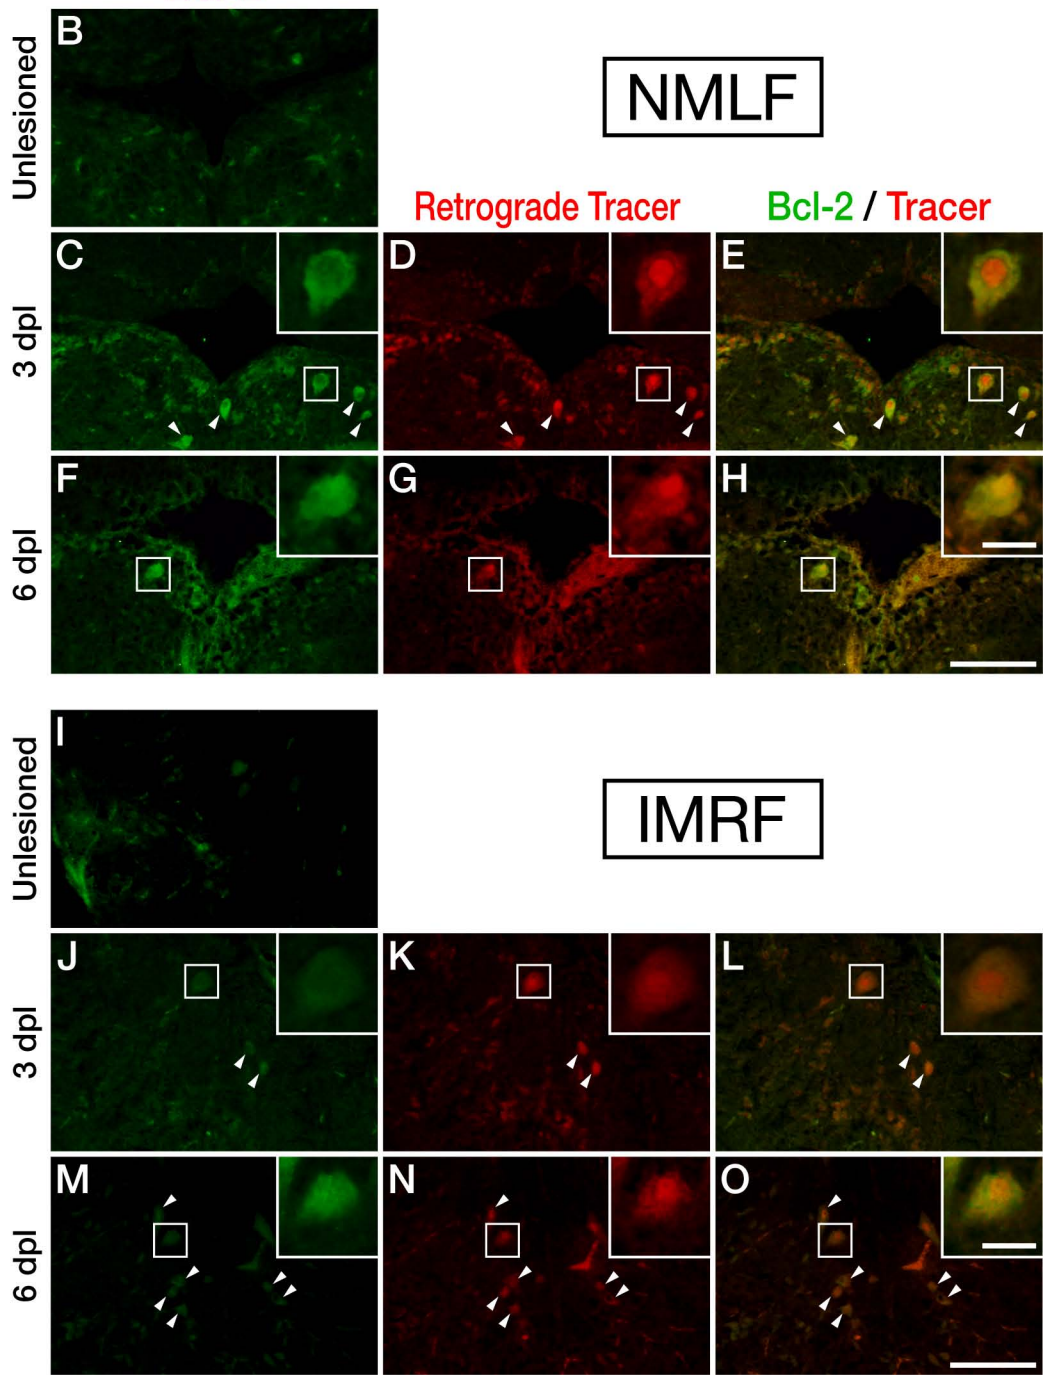 B
Unlesioned
NMLF
Retrograde Tracer
Bcl-2 / Tracer
C
D
E
3 dpl
F
G
H
6 dpl
I
Unlesioned
IMRF
J
K
L
3 dpl
M
N
O
6 dpl